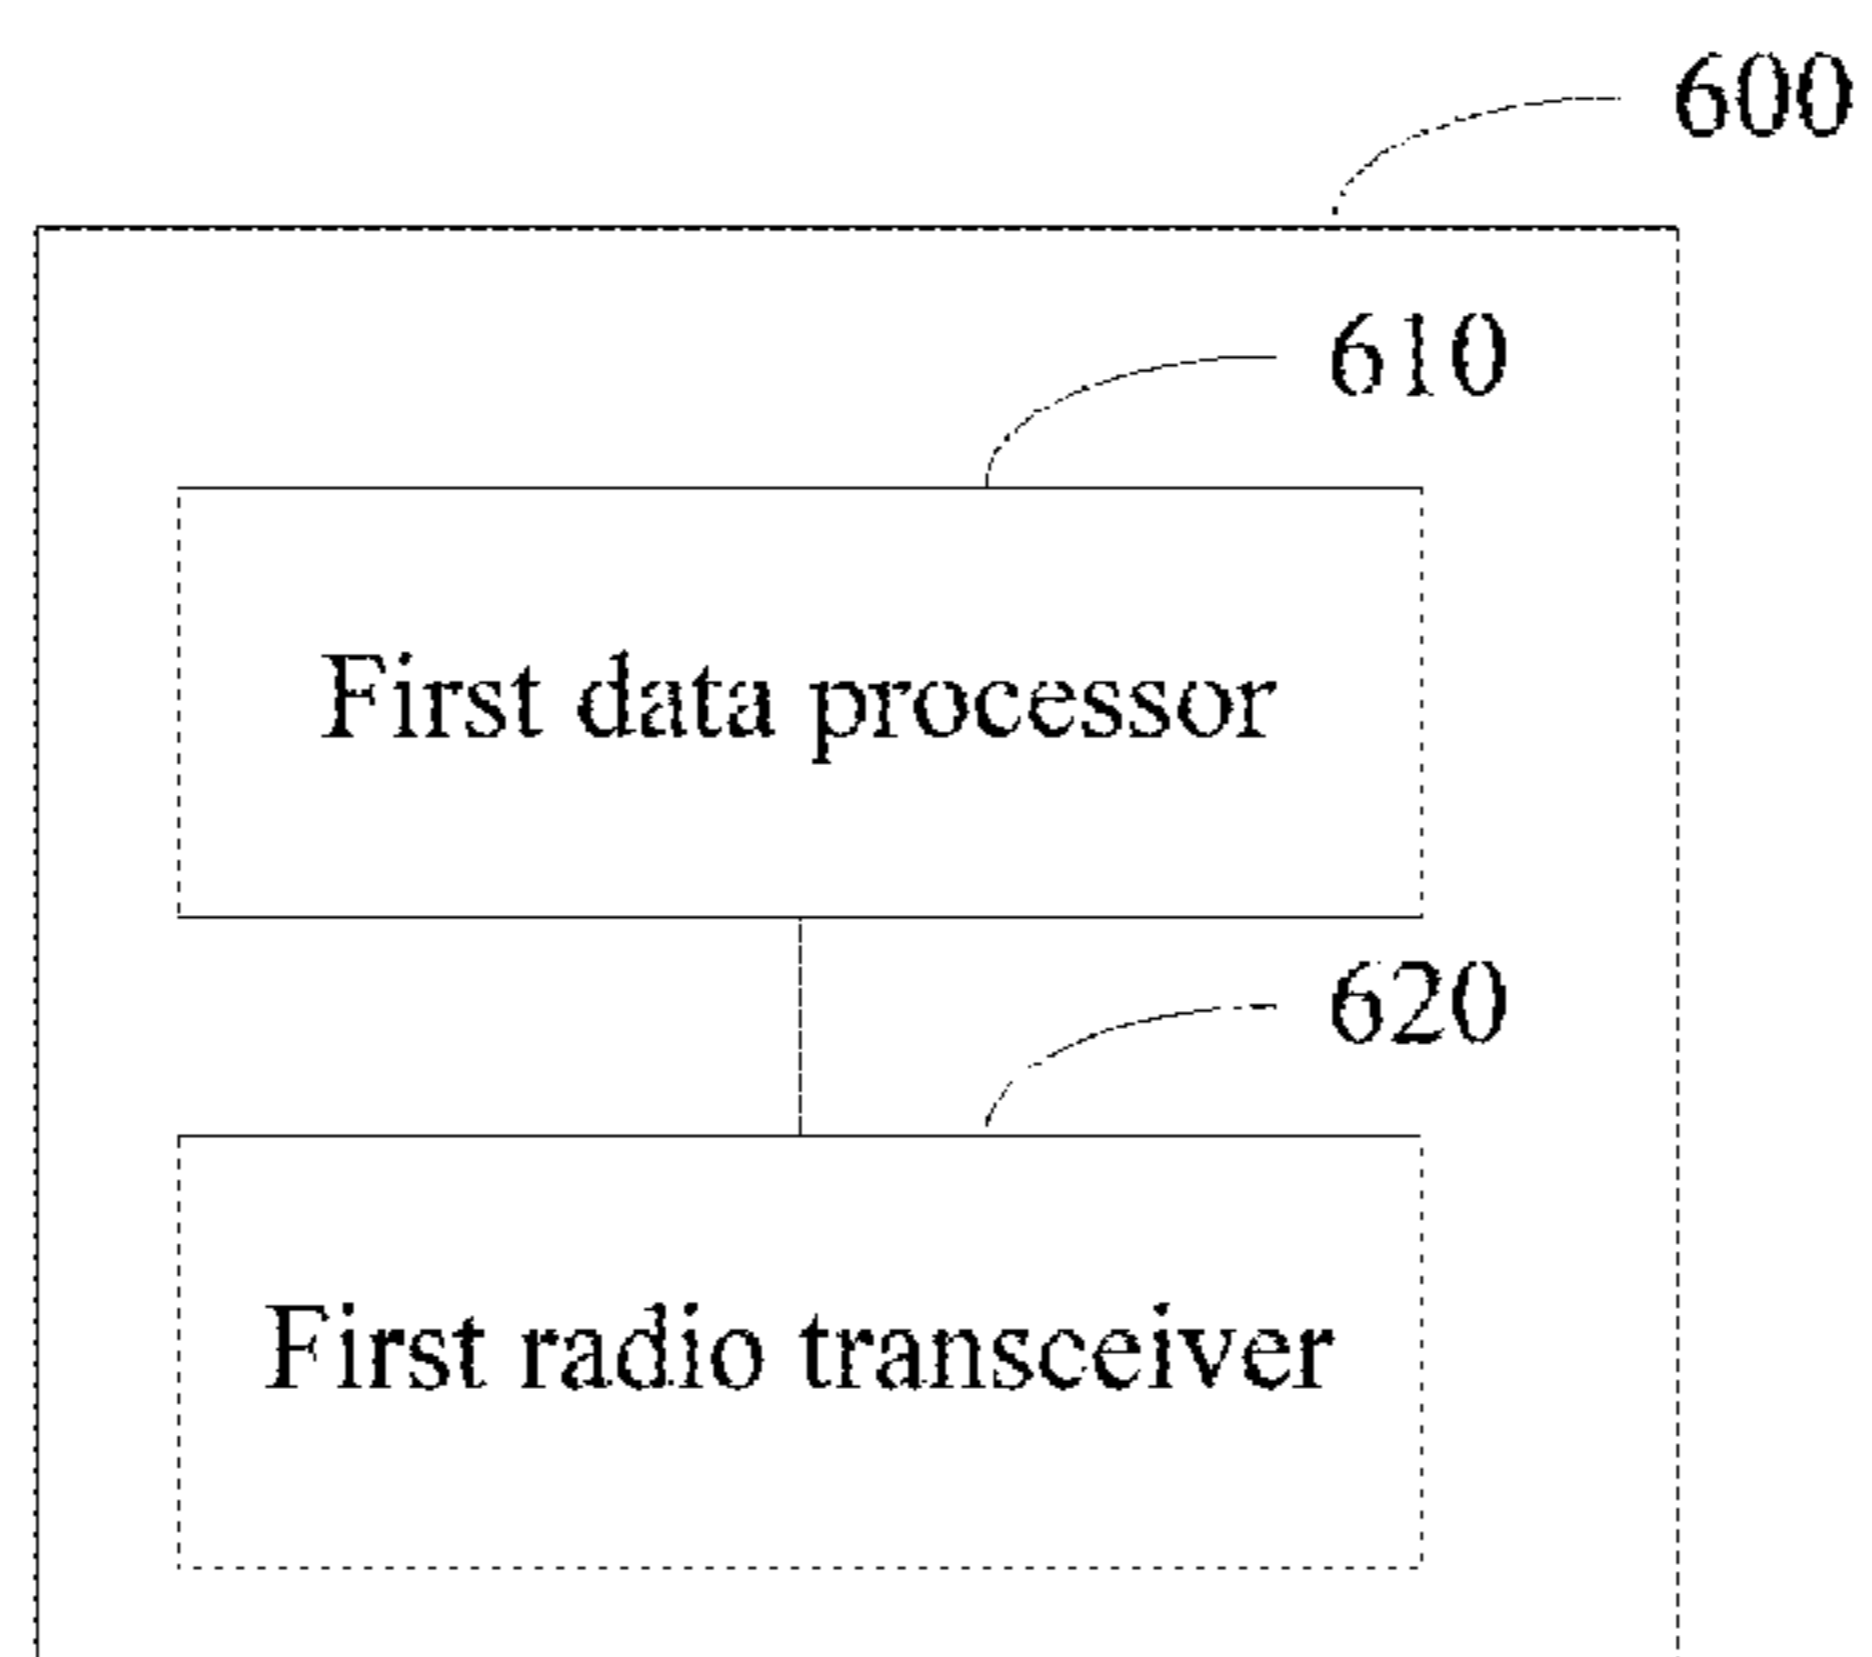 600
610
First data processor
620
First radio transceiver